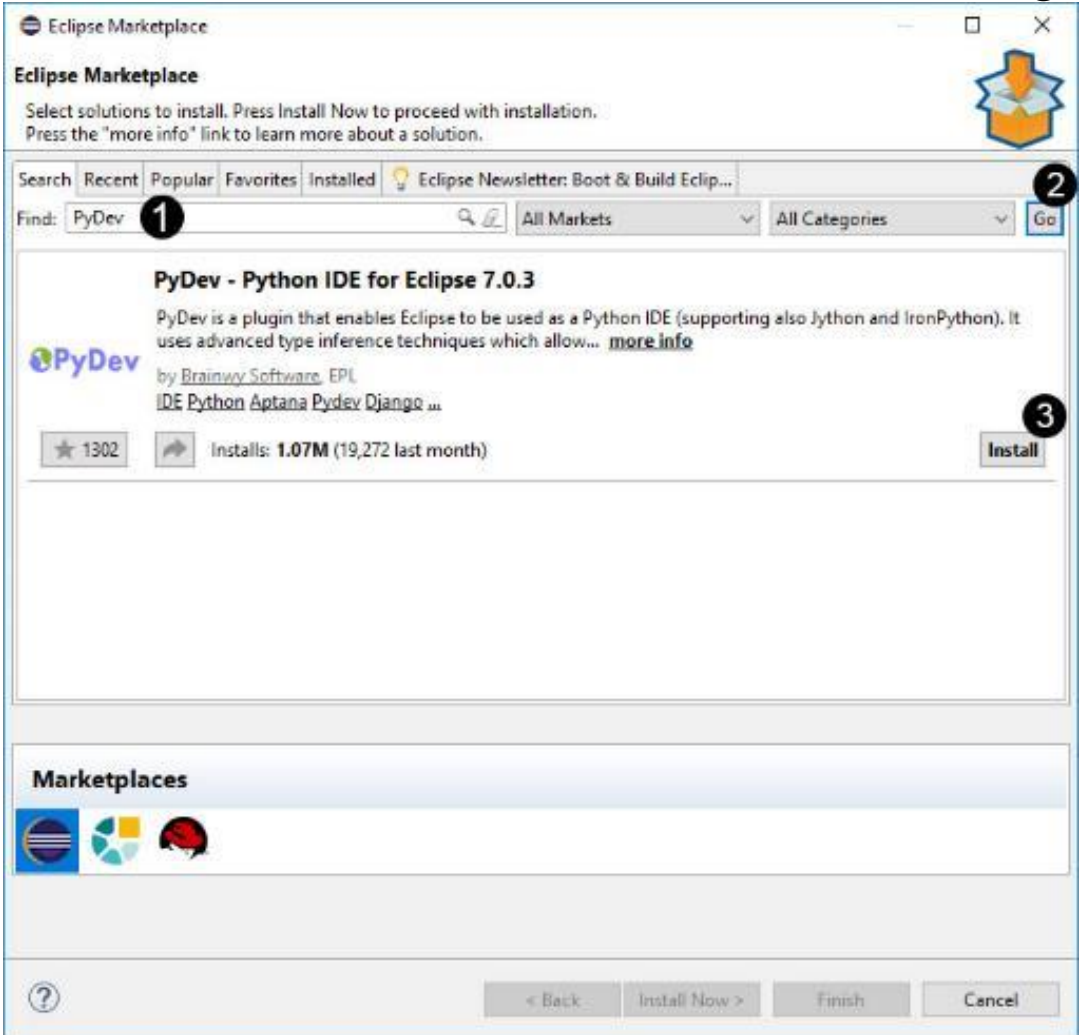 Eclipse Marketplace
Eclipse Marketplace
Select solutions to install. Press Install Now to proceed with installation.
Press the "more info" link to learn more about a solution.
Search Recent Popular Favorites Installed Eclipse Newsletter: Boot & Build Eclip...
2
Find: PyDev 1 All Markets All Categories Go
PyDev - Python IDE for Eclipse 7.0.3
PyDev is a plugin that enables Eclipse to be used as a Python IDE (supporting also Jython and IronPython). It
uses advanced type inference techniques which allow... more info
PyDev
by Brainwy Software, EPL
IDE Python Aptana Pydev Django ...
3
1302 Installs: 1.07M (19,272 last month) Install
Marketplaces
? < Back Install Now > Finish Cancel